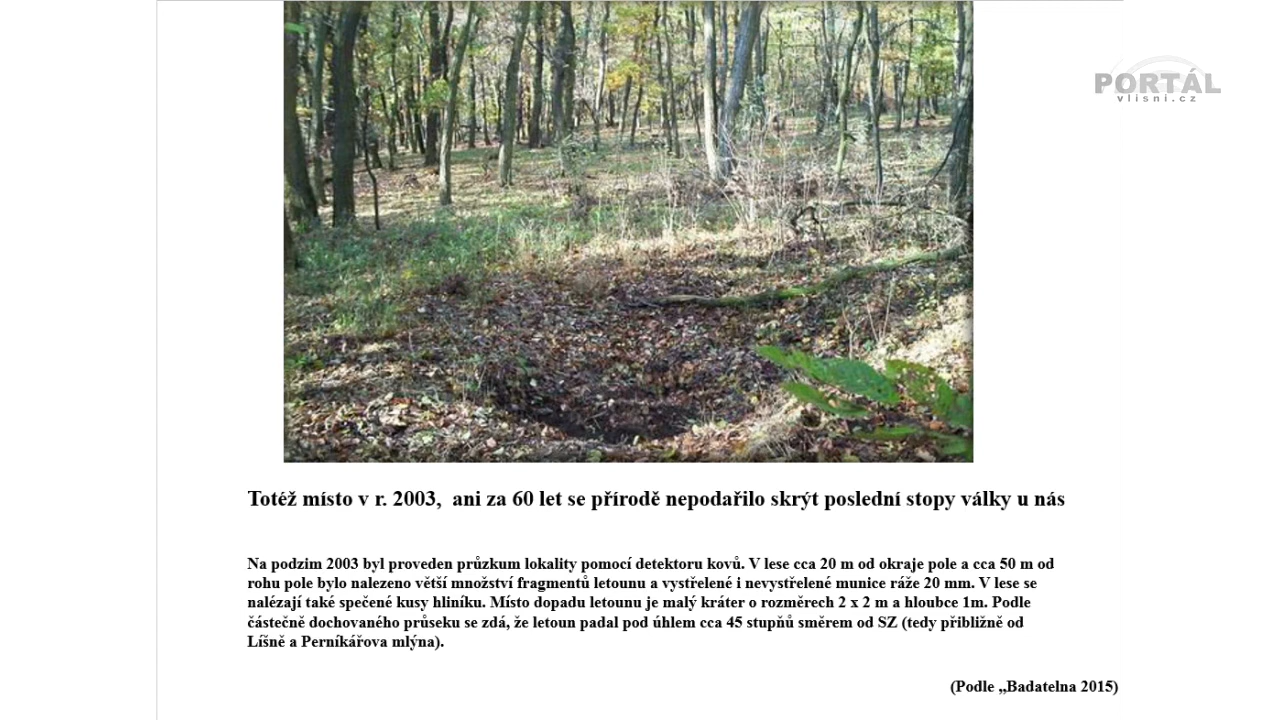 PORTÁL
vlisni.cz
Totéž místo v r. 2003, ani za 60 let se přírodě nepodařilo skrýt poslední stopy války u nás
Na podzim 2003 byl proveden průzkum lokality pomocí detektoru kovů. V lese cca 20 m od okraje pole a cca 50 m od
rohu pole bylo nalezeno větší množství fragmentů letounu a vystřelené i nevystřelené munice ráže 20 mm. V lese se
nalézají také spečené kusy hliníku. Místo dopadu letounu je malý kráter o rozměrech 2 x 2 m a hloubce 1m. Podle
částečně dochovaného průseku se zdá, že letoun padal pod úhlem cca 45 stupňů směrem od SZ (tedy přibližně od
Líšně a Perníkářova mlýna).
(Podle „Badatelna 2015)